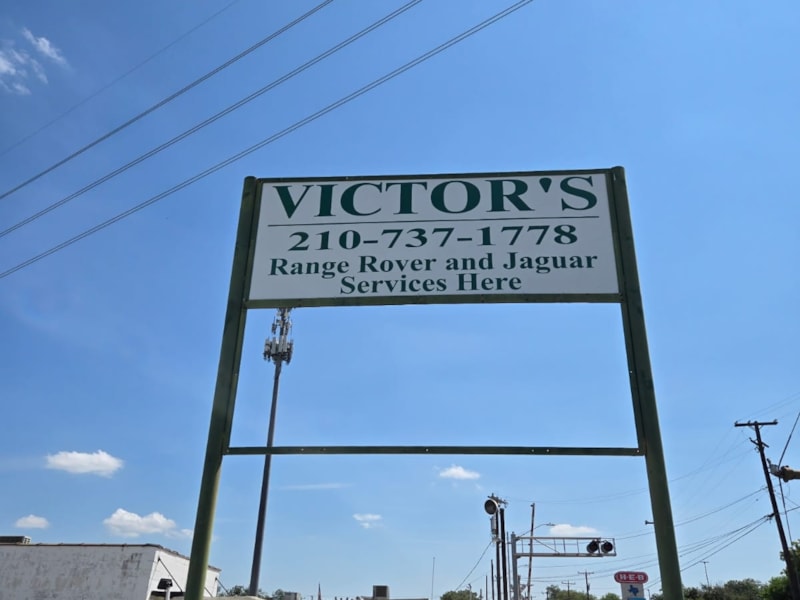 VICTOR'S
210-737-1778
Range Rover and Jaguar
Services Here
H-E-B